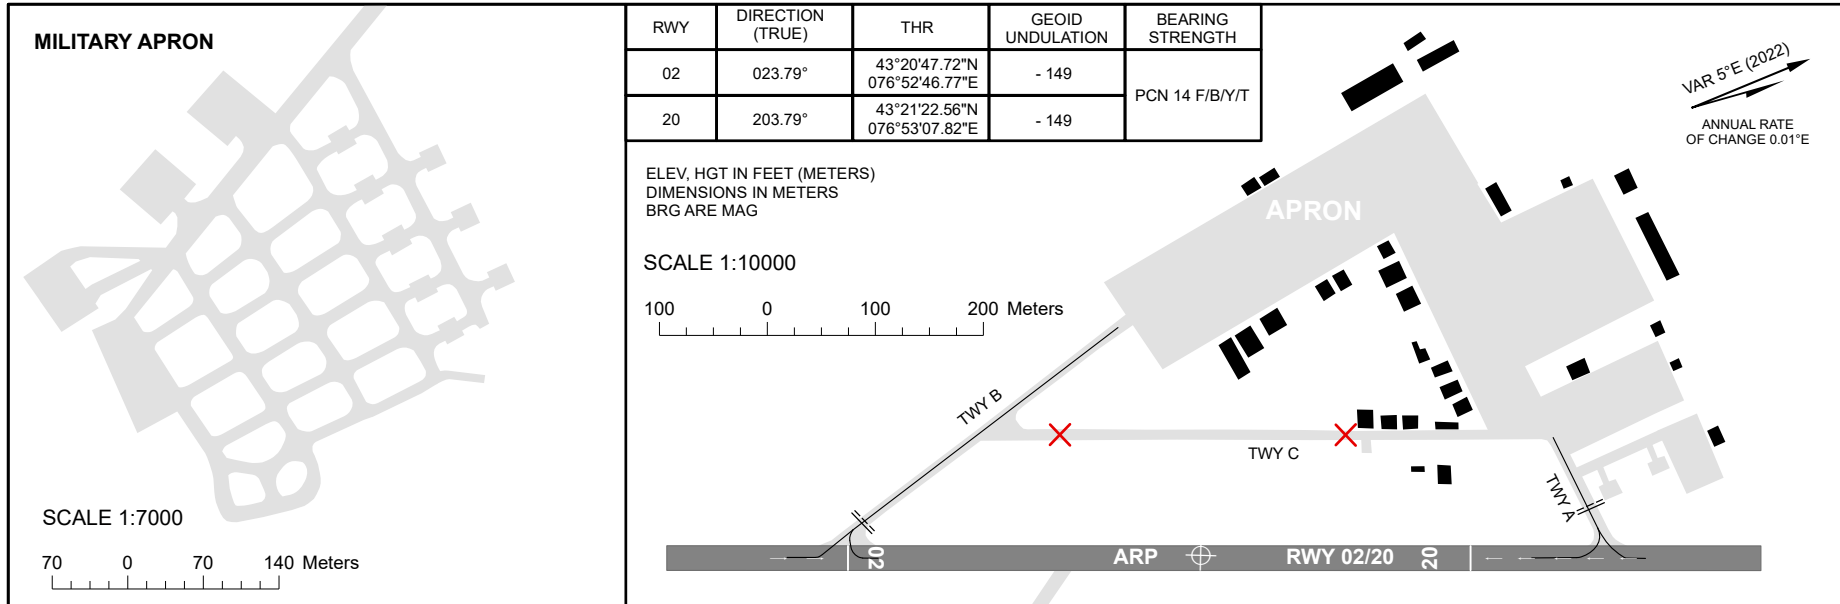 MILITARY APRON
SCALE 1:7000
70 0 70 140 Meters
RWY DIRECTION (TRUE) THR GEOID UNDULATION BEARING STRENGTH
02 023.79° 43°20'47.72"N 076°52'46.77"E - 149 PCN 14 F/B/Y/T
20 203.79° 43°21'22.56"N 076°53'07.82"E - 149
ELEV, HGT IN FEET (METERS)
DIMENSIONS IN METERS
BRG ARE MAG
SCALE 1:10000
100 0 100 200 Meters
VAR 5°E (2022)
ANNUAL RATE
OF CHANGE 0.01°E
APRON
TWY B
TWY C
TWY A
02
ARP
RWY 02/20
20